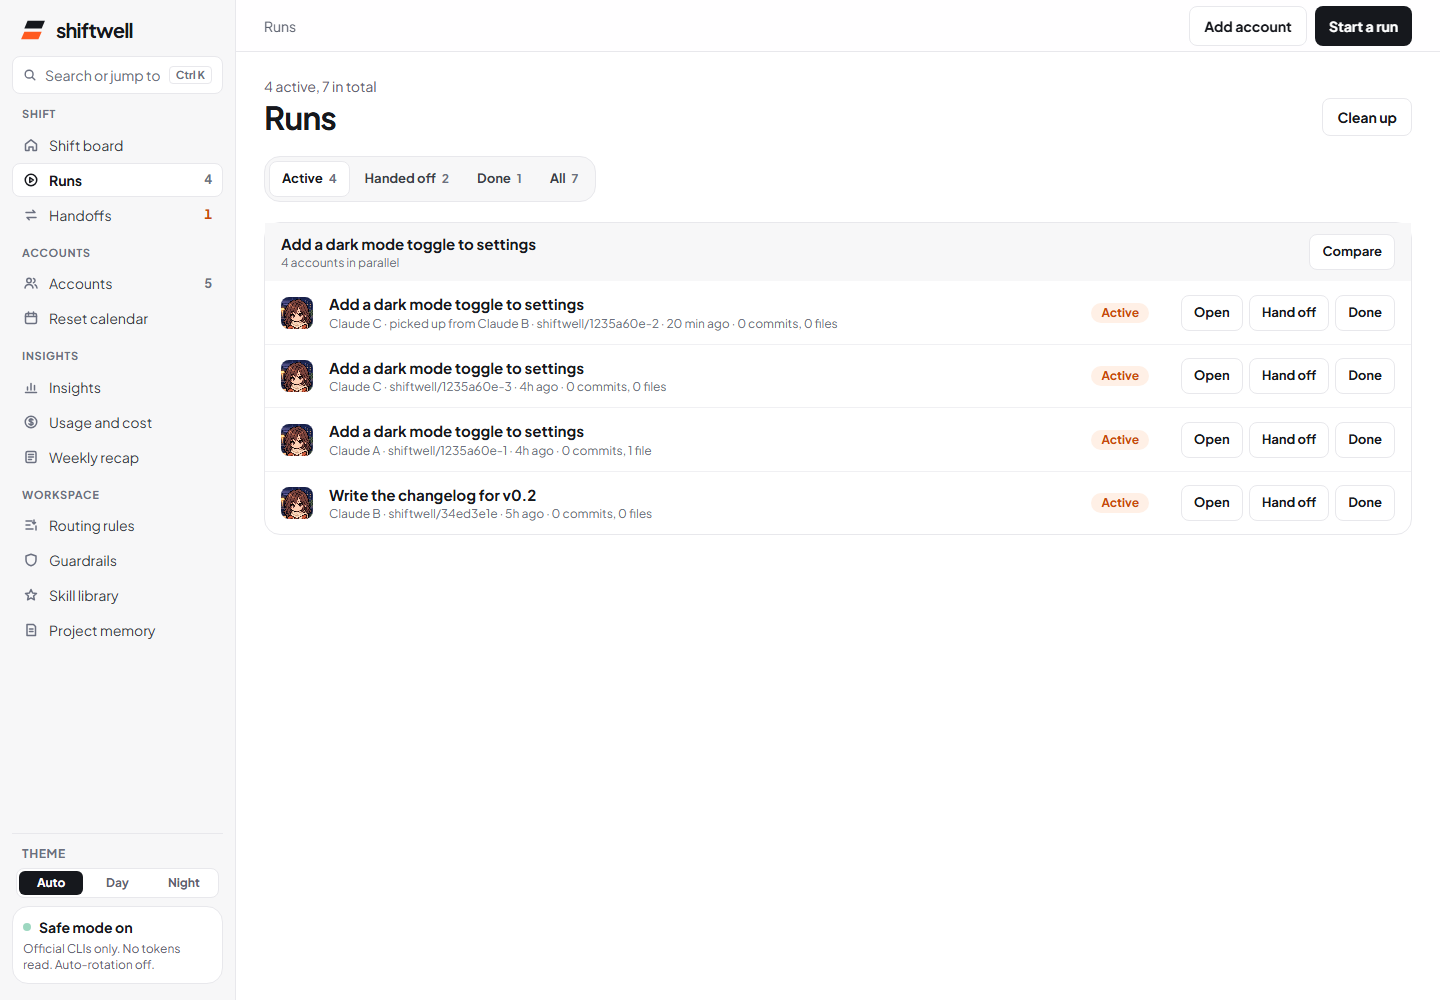 shiftwell
Search or jump to Ctrl K
SHIFT
Shift board
Runs 4
Handoffs 1
ACCOUNTS
Accounts 5
Reset calendar
INSIGHTS
Insights
Usage and cost
Weekly recap
WORKSPACE
Routing rules
Guardrails
Skill library
Project memory
THEME
Auto Day Night
Safe mode on
Official CLIs only. No tokens
read. Auto-rotation off.
Runs
Add account Start a run
4 active, 7 in total
Runs
Clean up
Active 4 Handed off 2 Done 1 All 7
Add a dark mode toggle to settings
4 accounts in parallel
Compare
Add a dark mode toggle to settings
Claude C · picked up from Claude B · shiftwell/1235a60e-2 · 20 min ago · 0 commits, 0 files
Active Open Hand off Done
Add a dark mode toggle to settings
Claude C · shiftwell/1235a60e-3 · 4h ago · 0 commits, 0 files
Active Open Hand off Done
Add a dark mode toggle to settings
Claude A · shiftwell/1235a60e-1 · 4h ago · 0 commits, 1 file
Active Open Hand off Done
Write the changelog for v0.2
Claude B · shiftwell/34ed3e1e · 5h ago · 0 commits, 0 files
Active Open Hand off Done